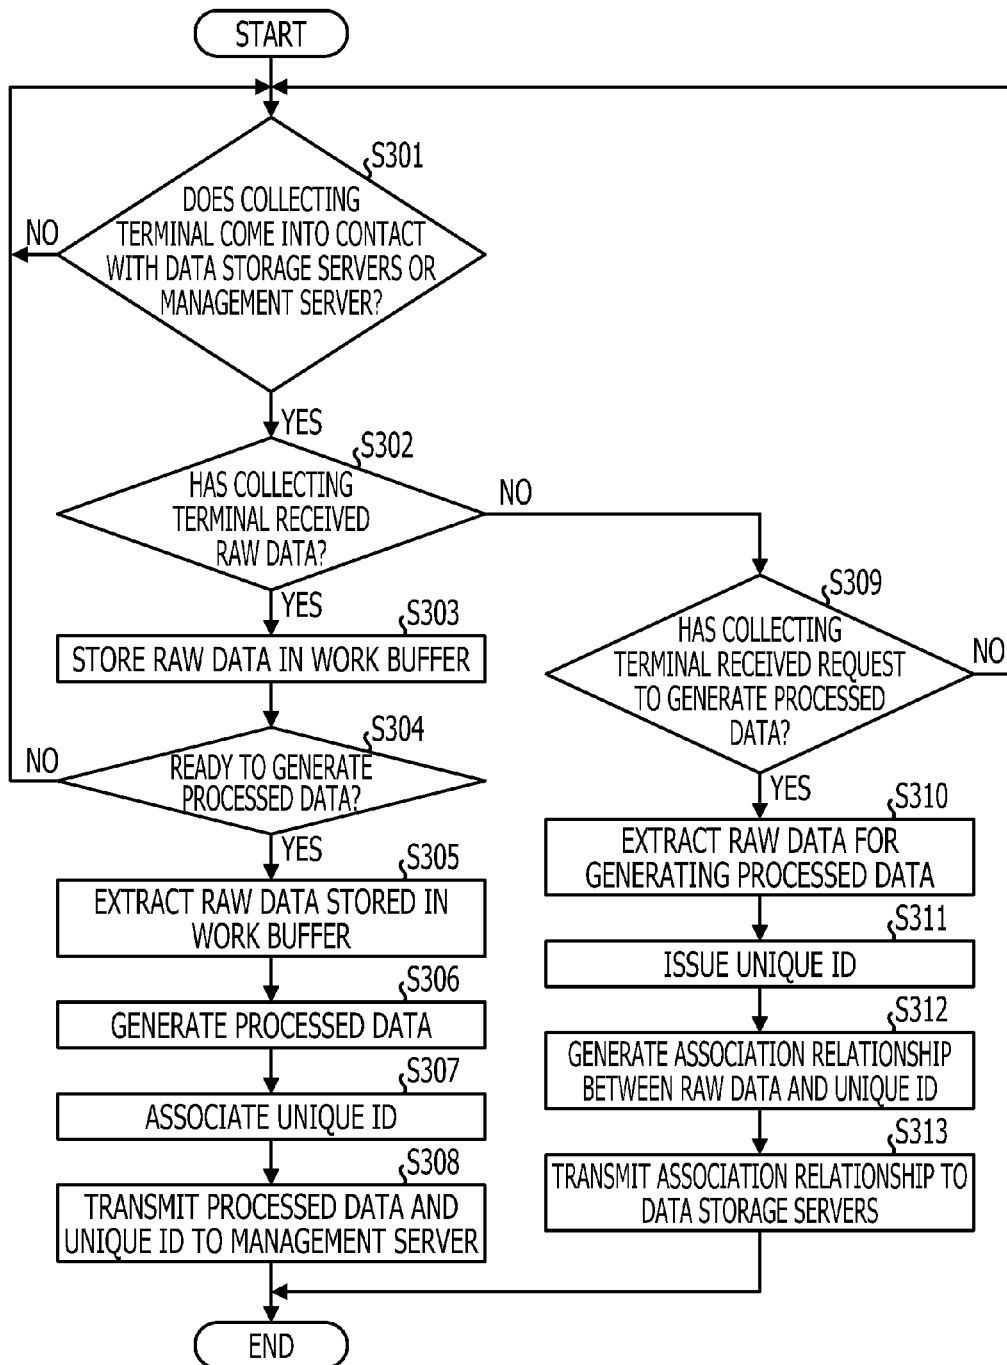 START
S301
DOES COLLECTING
TERMINAL COME INTO CONTACT
WITH DATA STORAGE SERVERS OR
MANAGEMENT SERVER?
NO
YES
S302
HAS COLLECTING
TERMINAL RECEIVED
RAW DATA?
NO
YES
S303
STORE RAW DATA IN WORK BUFFER
S304
READY TO GENERATE
PROCESSED DATA?
NO
YES
S305
EXTRACT RAW DATA STORED IN
WORK BUFFER
S306
GENERATE PROCESSED DATA
S307
ASSOCIATE UNIQUE ID
S308
TRANSMIT PROCESSED DATA AND
UNIQUE ID TO MANAGEMENT SERVER
S309
HAS COLLECTING
TERMINAL RECEIVED REQUEST
TO GENERATE PROCESSED
DATA?
NO
YES
S310
EXTRACT RAW DATA FOR
GENERATING PROCESSED DATA
S311
ISSUE UNIQUE ID
S312
GENERATE ASSOCIATION RELATIONSHIP
BETWEEN RAW DATA AND UNIQUE ID
S313
TRANSMIT ASSOCIATION RELATIONSHIP TO
DATA STORAGE SERVERS
END